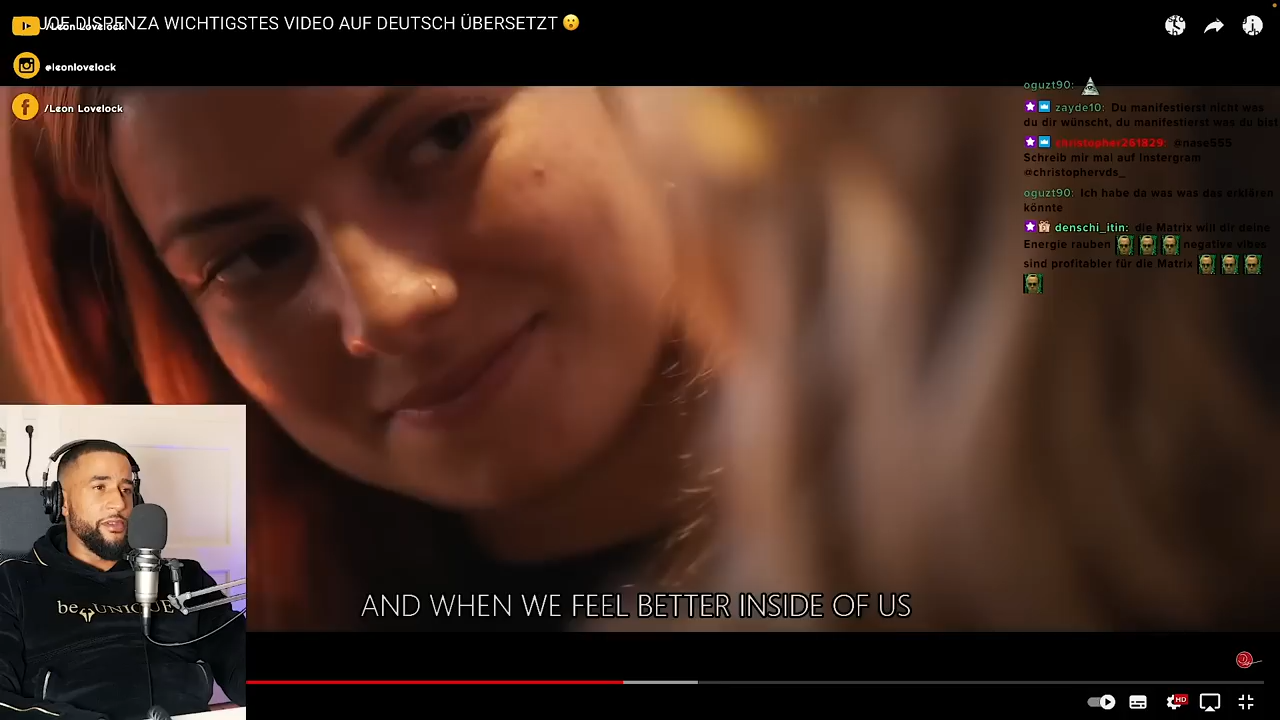 JOE DISPENZA WICHTIGSTES VIDEO AUF DEUTSCH ÜBERSETZT 😮
/Leon Lovelock
@leonlovelock
/Leon Lovelock
oguzt90:
zayde10: Du manifestierst nicht was
du dir wünscht, du manifestierst was du bist
christopher261829: @nase555
Schreib mir mal auf Instergram
@christophervds_
oguzt90: Ich habe da was was das erklären
könnte
denschi_itin: die Matrix will dir deine
Energie rauben negative vibes
sind profitabler für die Matrix
be UNIQUE
AND WHEN WE FEEL BETTER INSIDE OF US
HD